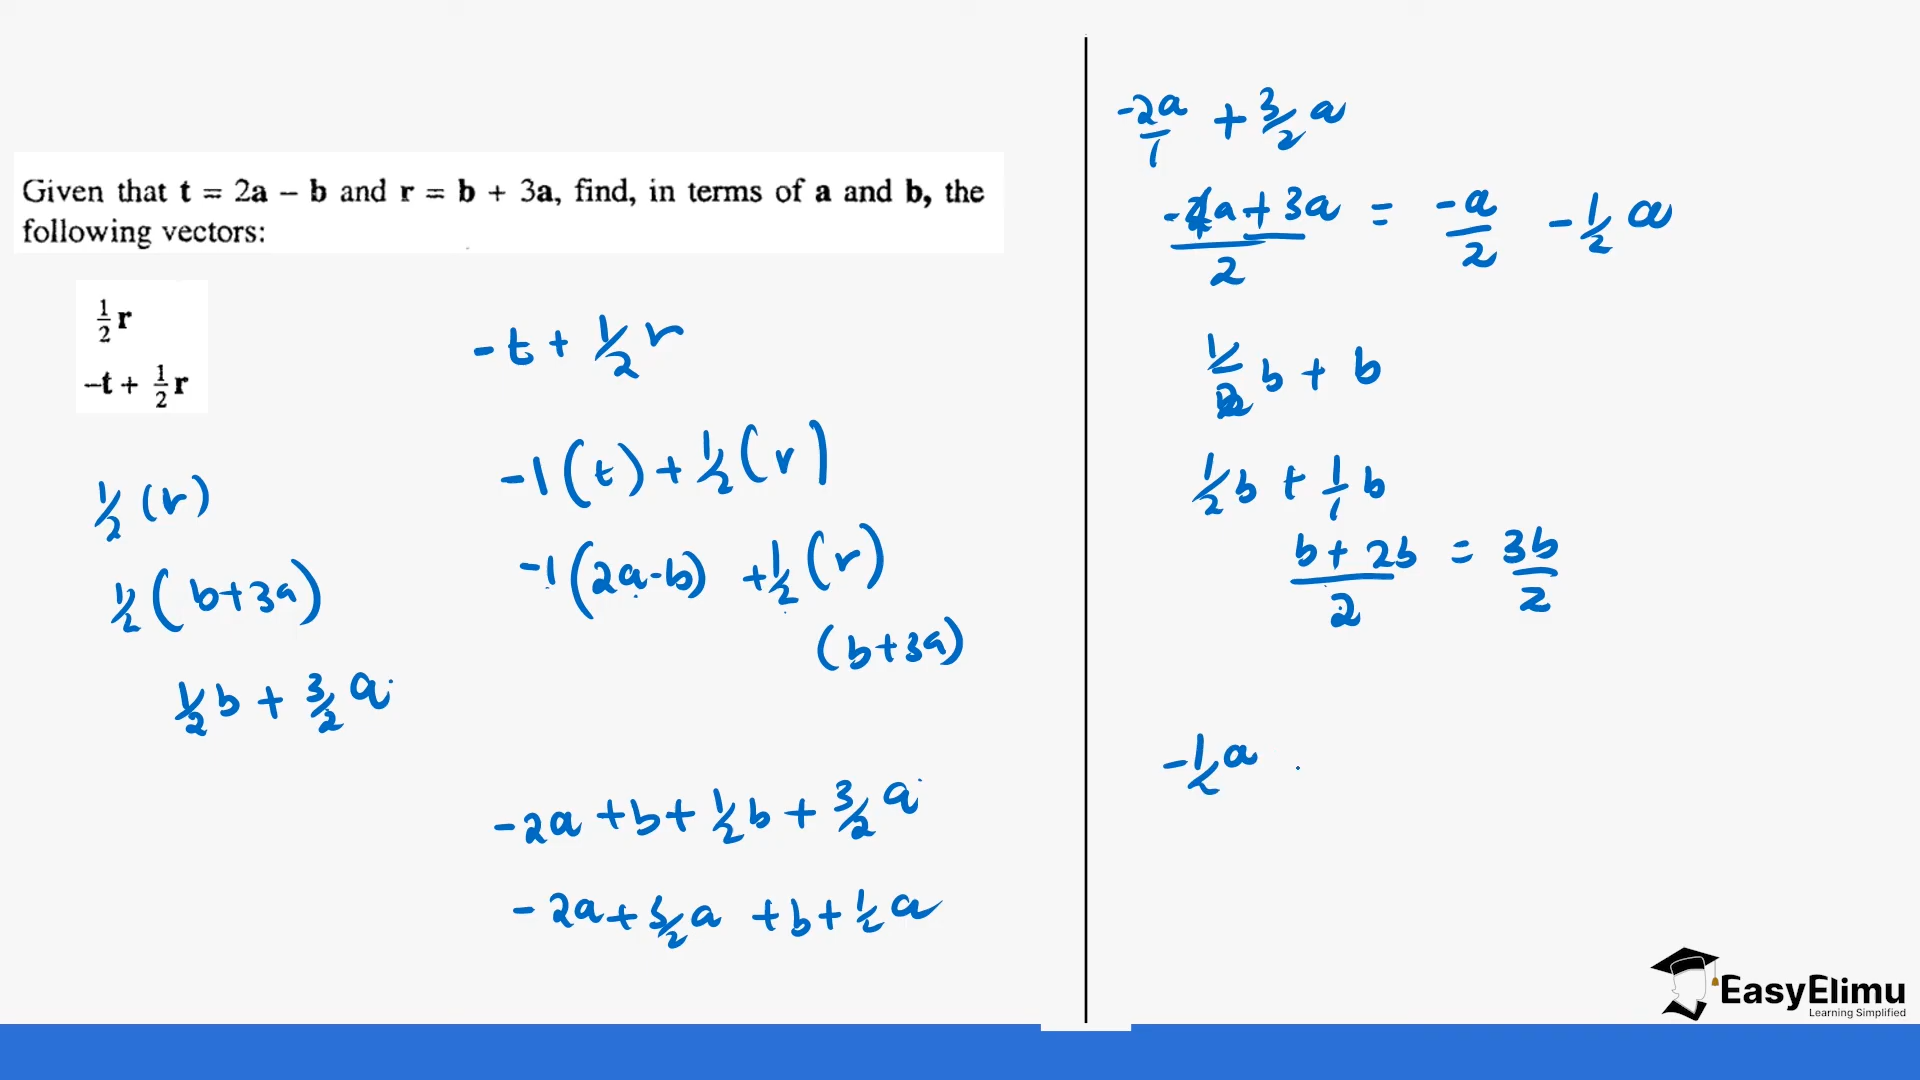 Given that t = 2a − b and r = b + 3a, find, in terms of a and b, the
following vectors:
½r
−t + ½r
½(r)
½(b+3a)
½b + 3/2 a
-t + ½r
-1(t) + ½(r)
-1(2a-b) + ½(r)
(b+3a)
-2a + b + ½b + 3/2 a
-2a + 3/2 a + b + ½a
-2a/1 + 3/2 a
(-4a + 3a)/2 = -a/2 -½a
½b + b
½b + 1/1 b
(b + 2b)/2 = 3b/2
-½a
EasyElimu
Learning Simplified